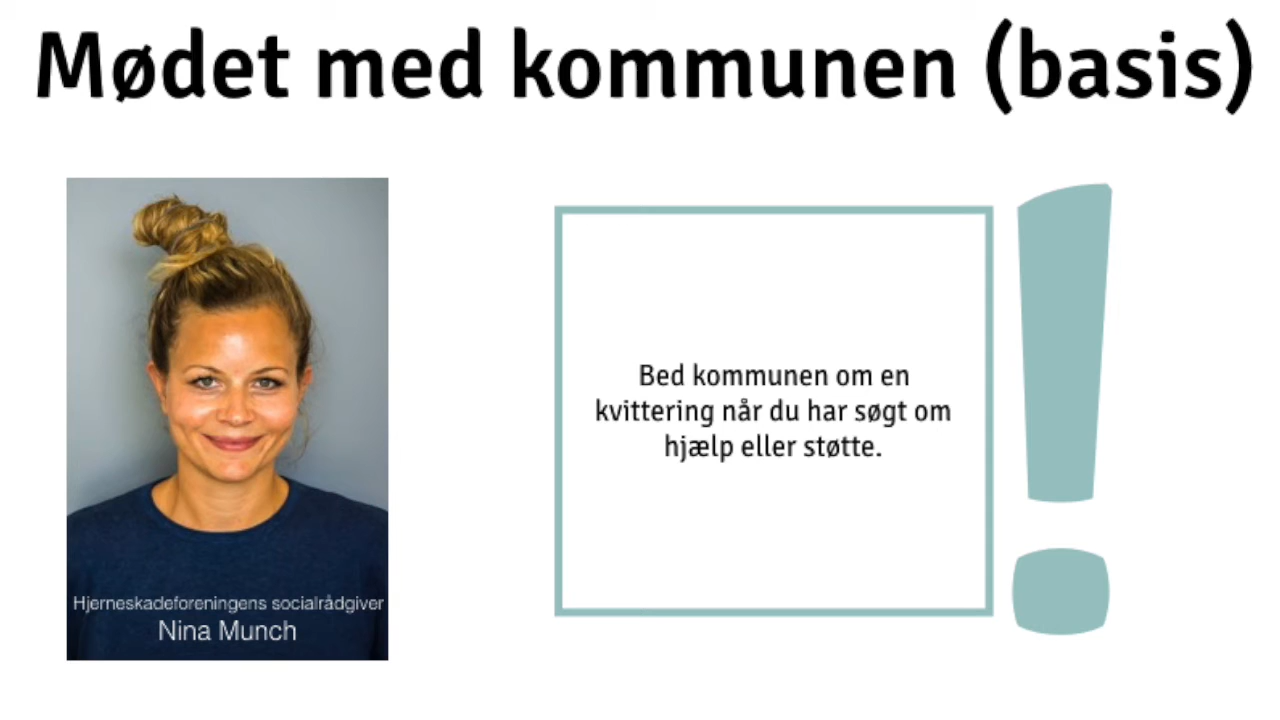 Mødet med kommunen (basis)
Bed kommunen om en
kvittering når du har søgt om
hjælp eller støtte.
Hjerneskadeforeningens socialrådgiver
Nina Munch